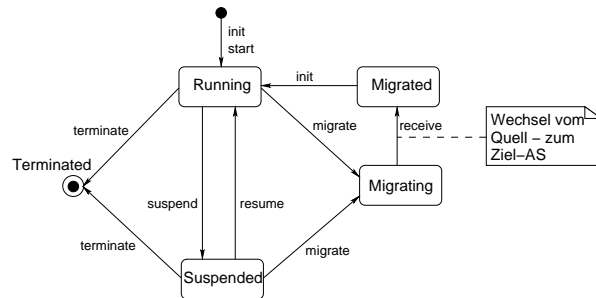 init
start
Running
init
Migrated
terminate
migrate
receive
Wechsel vom
Quell – zum
Ziel–AS
Terminated
Migrating
suspend
resume
terminate
migrate
Suspended